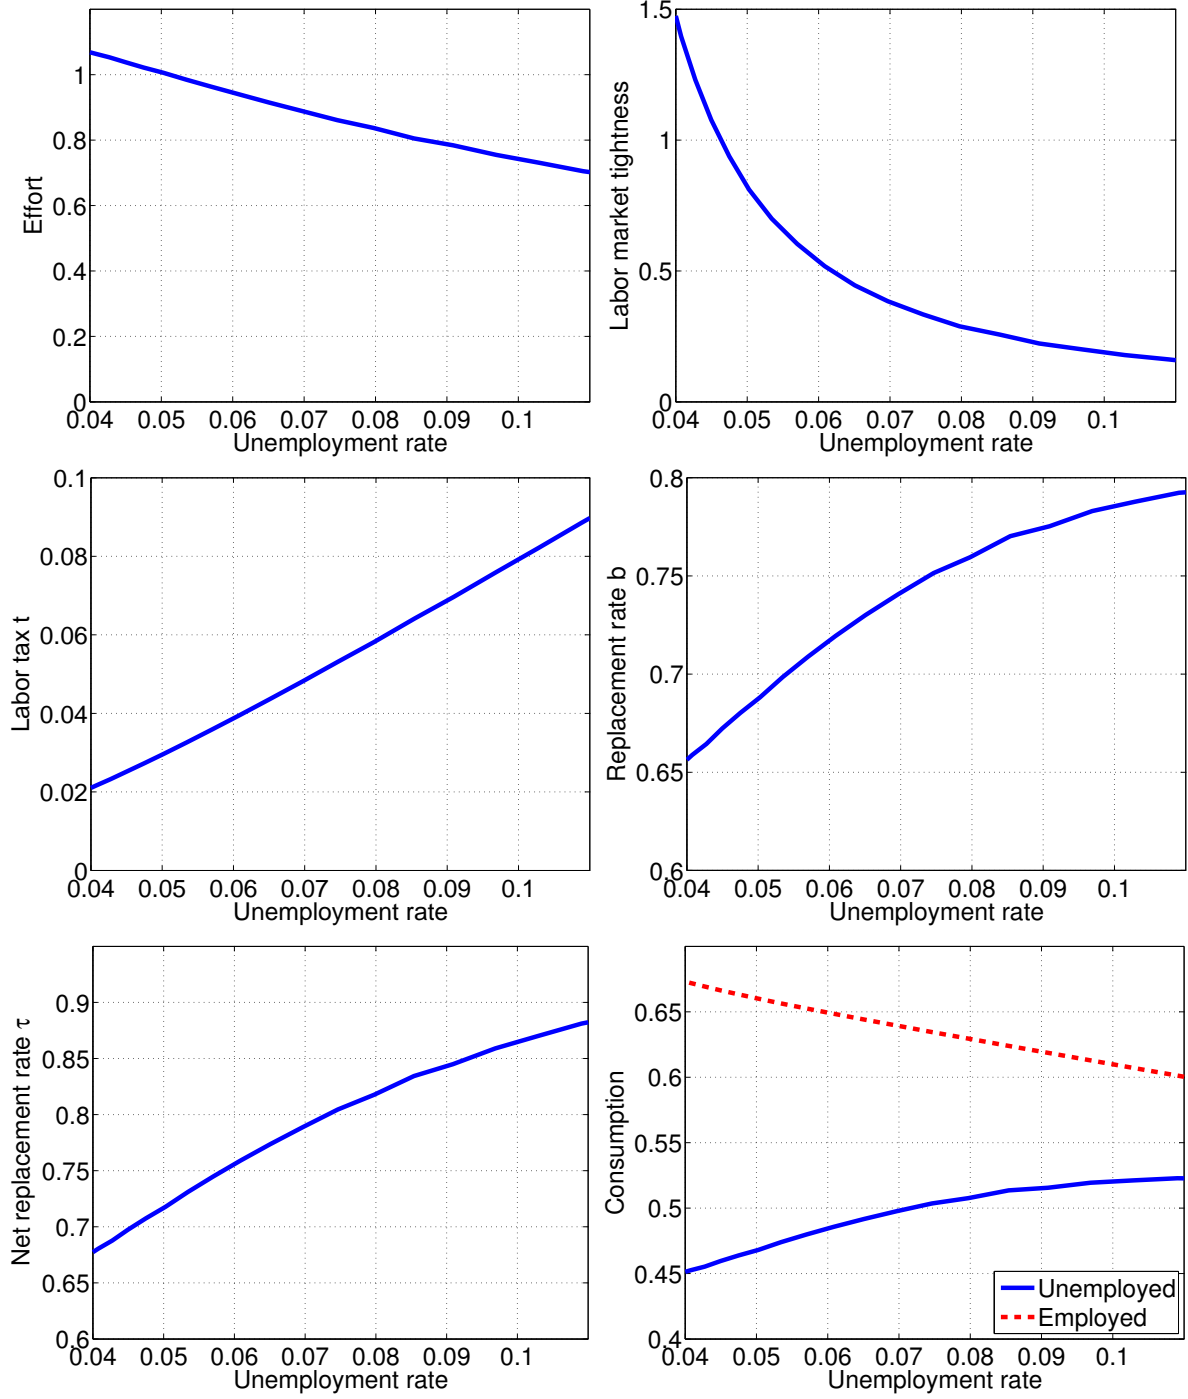 Effort
1
0.8
0.6
0.4
0.2
0
0.04 0.05 0.06 0.07 0.08 0.09 0.1
Unemployment rate
Labor market tightness
1.5
1
0.5
0
0.04 0.05 0.06 0.07 0.08 0.09 0.1
Unemployment rate
Labor tax t
0.1
0.08
0.06
0.04
0.02
0
0.04 0.05 0.06 0.07 0.08 0.09 0.1
Unemployment rate
Replacement rate b
0.8
0.75
0.7
0.65
0.6
0.04 0.05 0.06 0.07 0.08 0.09 0.1
Unemployment rate
Net replacement rate τ
0.9
0.85
0.8
0.75
0.7
0.65
0.6
0.04 0.05 0.06 0.07 0.08 0.09 0.1
Unemployment rate
Consumption
0.65
0.6
0.55
0.5
0.45
0.4
0.04 0.05 0.06 0.07 0.08 0.09 0.1
Unemployment rate
Unemployed
Employed